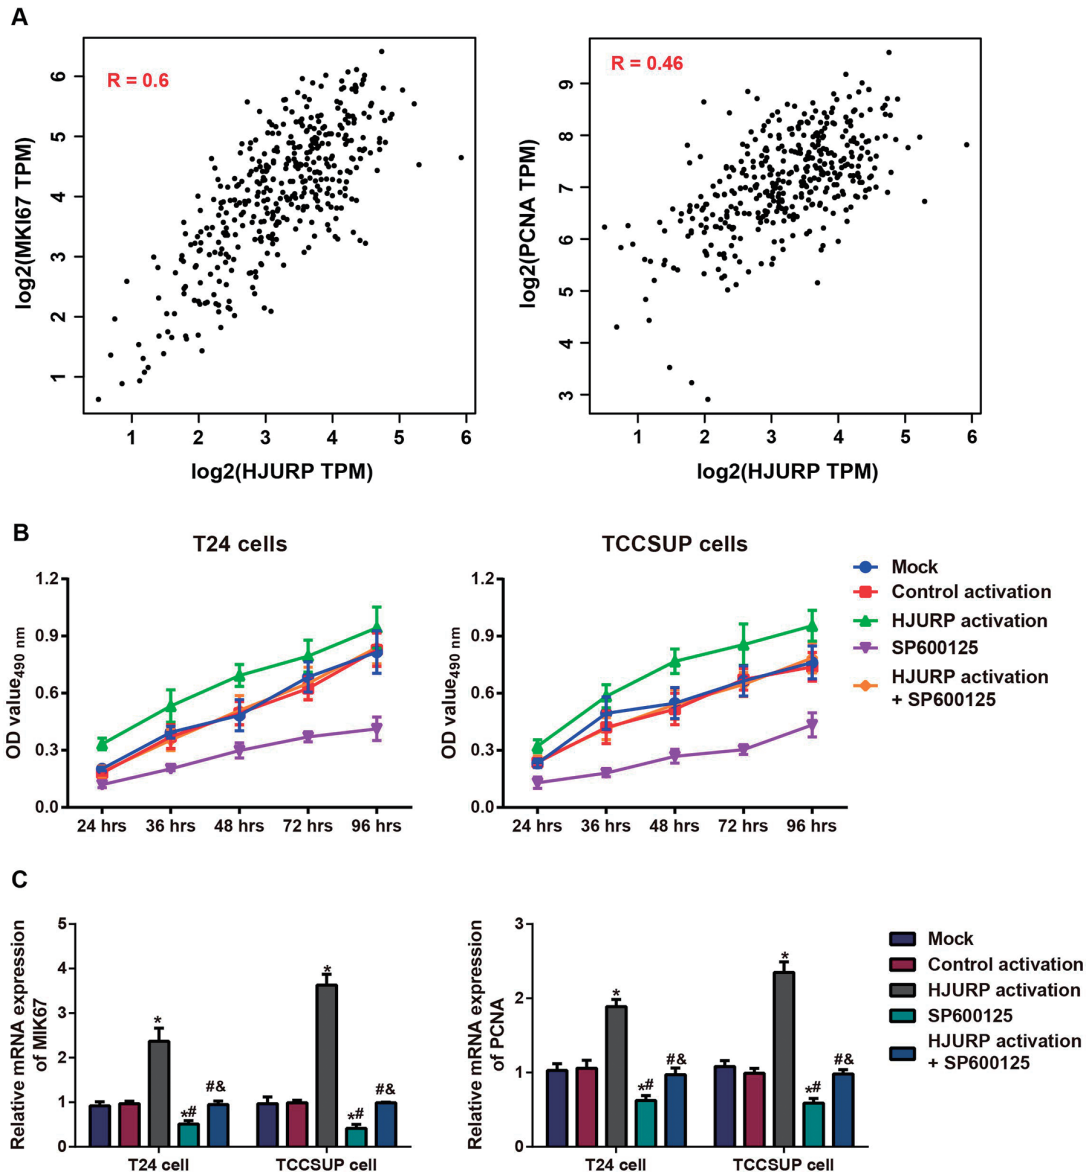 A
R = 0.6
log2(MKI67 TPM)
6
5
4
3
2
1
1 2 3 4 5 6
log2(HJURP TPM)
R = 0.46
log2(PCNA TPM)
9
8
7
6
5
4
3
1 2 3 4 5 6
log2(HJURP TPM)
B
T24 cells
OD value490 nm
1.2
0.9
0.6
0.3
0.0
24 hrs 36 hrs 48 hrs 72 hrs 96 hrs
TCCSUP cells
OD value490 nm
1.2
0.9
0.6
0.3
0.0
24 hrs 36 hrs 48 hrs 72 hrs 96 hrs
Mock
Control activation
HJURP activation
SP600125
HJURP activation
+ SP600125
C
Relative mRNA expression
of MIK67
5
4
3
2
1
0
*
*#
#&
*
*#
#&
T24 cell TCCSUP cell
Relative mRNA expression
of PCNA
3
2
1
0
*
*#
#&
*
*#
#&
T24 cell TCCSUP cell
Mock
Control activation
HJURP activation
SP600125
HJURP activation
+ SP600125